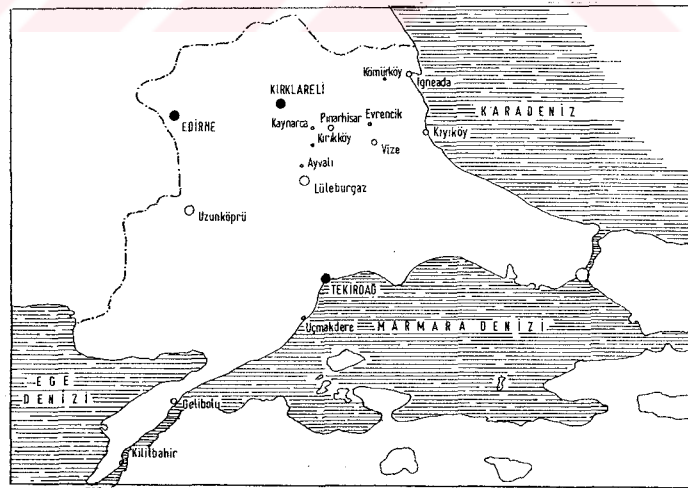 Kömürköy
İğneada
KIRKLARELİ
KARADENİZ
EDİRNE
Kaynarca
Pınarhisar
Evrencik
Kıyıköy
Kırıkköy
Vize
Ayvalı
Lüleburgaz
Uzunköprü
TEKİRDAĞ
Uçmakdere
MARMARA DENİZİ
EGE
DENİZİ
Gelibolu
Kilitbahir